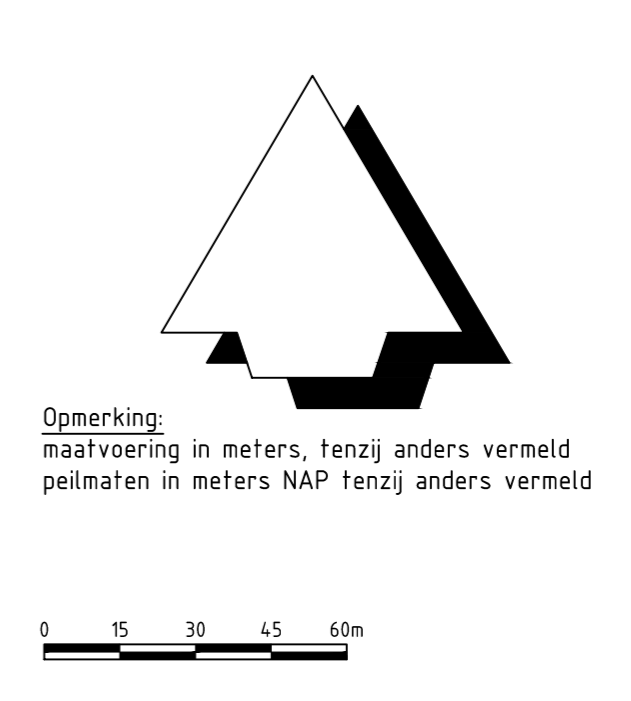 Opmerking:
maatvoering in meters, tenzij anders vermeld
peilmaten in meters NAP tenzij anders vermeld
0 15 30 45 60m